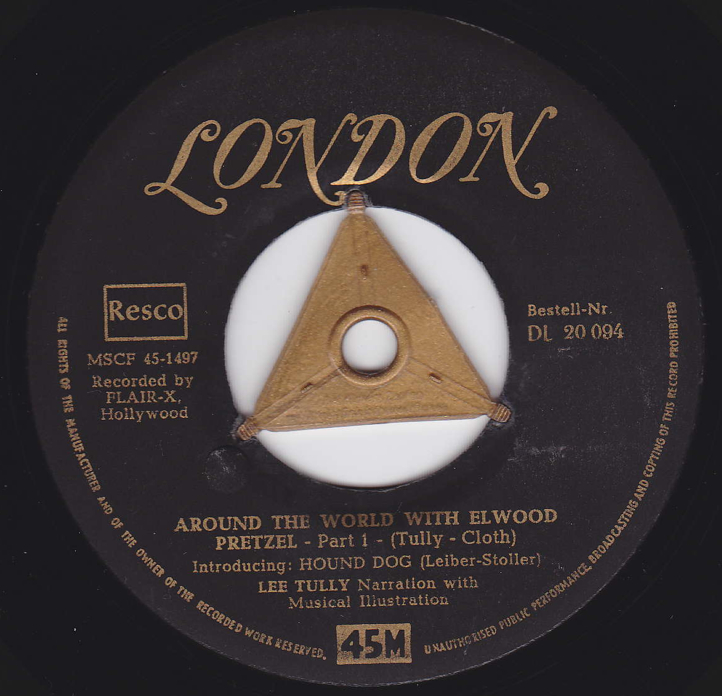 LONDON
Resco
MSCF 45-1497
Recorded by
FLAIR-X,
Hollywood
Bestell-Nr.
DL 20 094
AROUND THE WORLD WITH ELWOOD
PRETZEL - Part 1 - (Tully - Cloth)
Introducing: HOUND DOG (Leiber-Stoller)
LEE TULLY Narration with
Musical Illustration
45M
ALL RIGHTS OF THE MANUFACTURER AND OF THE OWNER OF THE RECORDED WORK RESERVED.
UNAUTHORISED PUBLIC PERFORMANCE, BROADCASTING AND COPYING OF THIS RECORD PROHIBITED